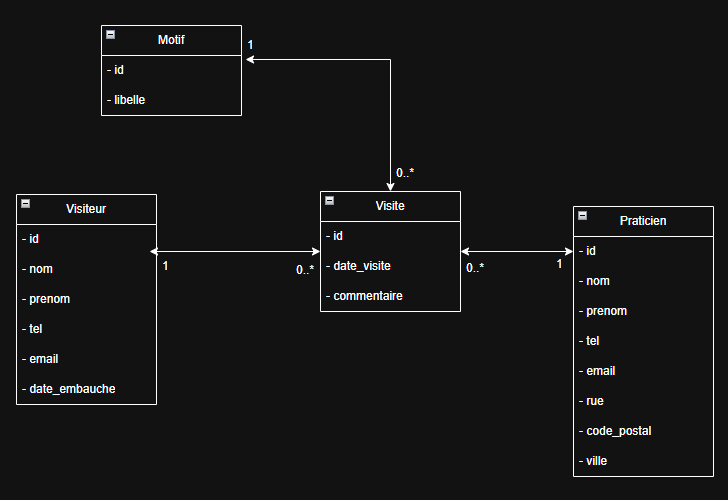 Motif
- id
- libelle
1
0..*
Visiteur
- id
- nom
- prenom
- tel
- email
- date_embauche
1
0..*
Visite
- id
- date_visite
- commentaire
0..*
1
Praticien
- id
- nom
- prenom
- tel
- email
- rue
- code_postal
- ville